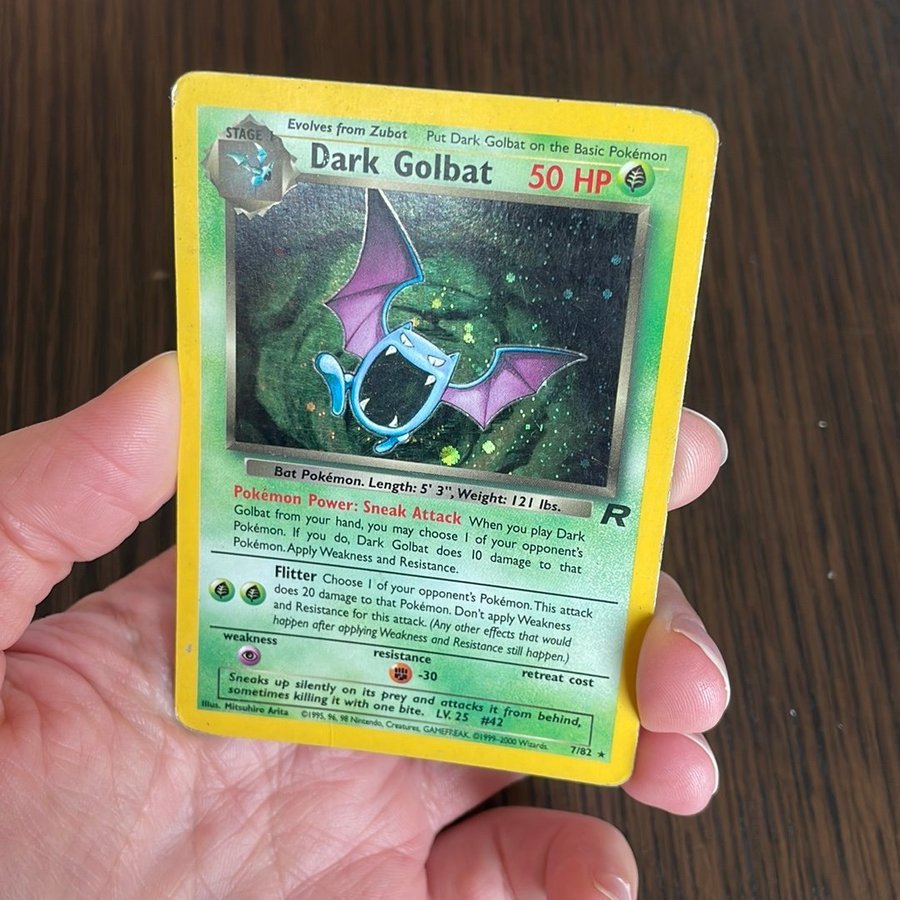 STAGE 1
Evolves from Zubat Put Dark Golbat on the Basic Pokémon
Dark Golbat 50 HP
Bat Pokémon. Length: 5' 3", Weight: 121 lbs.
R
Pokémon Power: Sneak Attack When you play Dark
Golbat from your hand, you may choose 1 of your opponent's
Pokémon. If you do, Dark Golbat does 10 damage to that
Pokémon. Apply Weakness and Resistance.
Flitter Choose 1 of your opponent's Pokémon. This attack
does 20 damage to that Pokémon. Don't apply Weakness
and Resistance for this attack. (Any other effects that would
happen after applying Weakness and Resistance still happen.)
weakness
resistance
-30
retreat cost
Sneaks up silently on its prey and attacks it from behind,
sometimes killing it with one bite. LV. 25 #42
Illus. Mitsuhiro Arita ©1995, 96, 98 Nintendo, Creatures, GAMEFREAK. ©1999-2000 Wizards. 7/82 ★